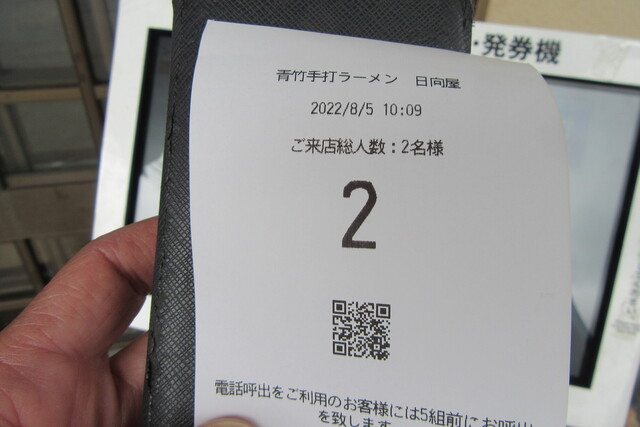 ・発券機
青竹手打ラーメン 日向屋
2022/8/5 10:09
ご来店総人数：2名様
2
電話呼出をご利用のお客様には5組前にお呼出
を致します